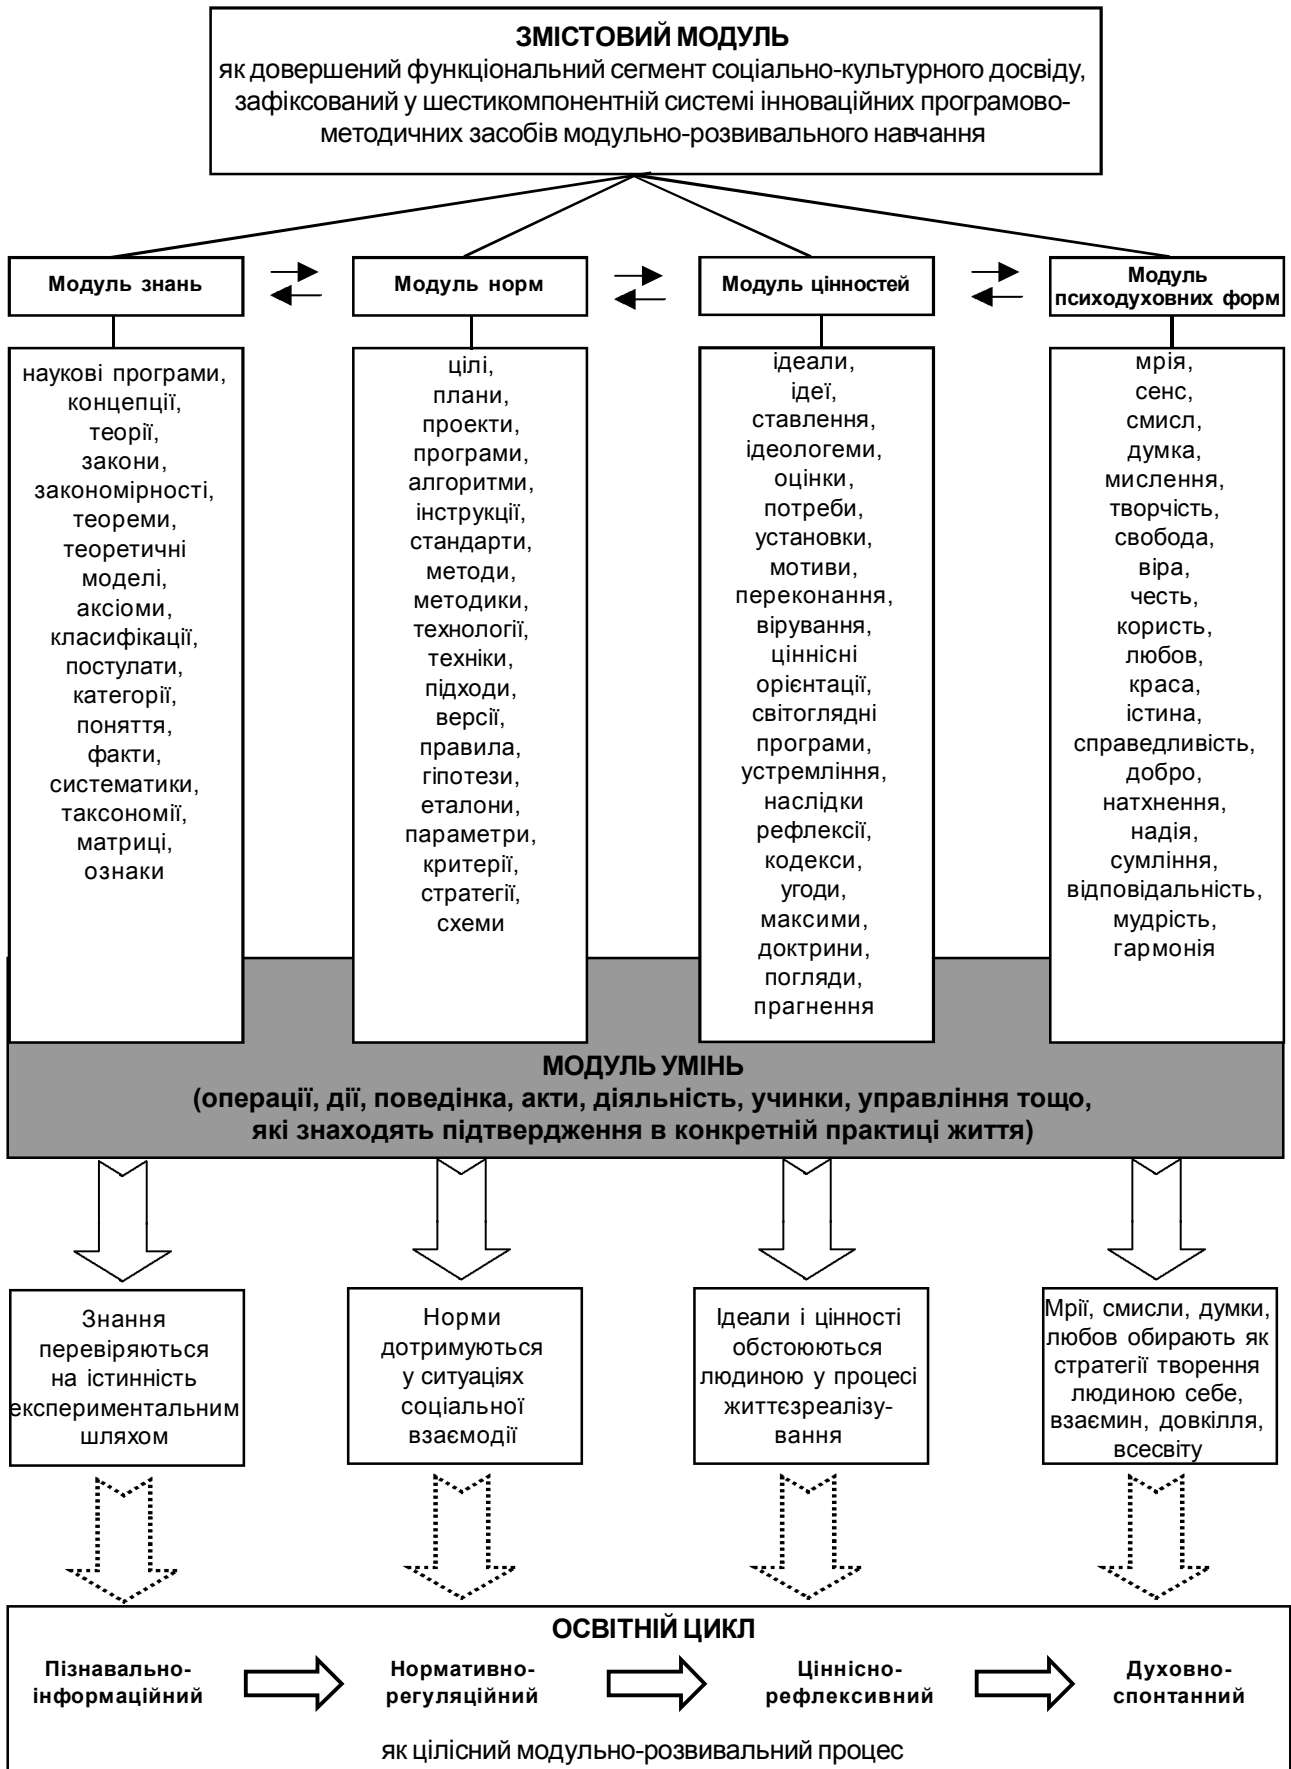 ЗМІСТОВИЙ МОДУЛЬ
як довершений функціональний сегмент соціально-культурного досвіду,
зафіксований у шестикомпонентній системі інноваційних програмово-
методичних засобів модульно-розвивального навчання
Модуль знань
Модуль норм
Модуль цінностей
Модуль
психодуховних форм
наукові програми,
концепції,
теорії,
закони,
закономірності,
теореми,
теоретичні
моделі,
аксіоми,
класифікації,
постулати,
категорії,
поняття,
факти,
систематики,
таксономії,
матриці,
ознаки
цілі,
плани,
проекти,
програми,
алгоритми,
інструкції,
стандарти,
методи,
методики,
технології,
техніки,
підходи,
версії,
правила,
гіпотези,
еталони,
параметри,
критерії,
стратегії,
схеми
ідеали,
ідеї,
ставлення,
ідеологеми,
оцінки,
потреби,
установки,
мотиви,
переконання,
вірування,
ціннісні
орієнтації,
світоглядні
програми,
устремління,
наслідки
рефлексії,
кодекси,
угоди,
максими,
доктрини,
погляди,
прагнення
мрія,
сенс,
смисл,
думка,
мислення,
творчість,
свобода,
віра,
честь,
користь,
любов,
краса,
істина,
справедливість,
добро,
натхнення,
надія,
сумління,
відповідальність,
мудрість,
гармонія
МОДУЛЬ УМІНЬ
(операції, дії, поведінка, акти, діяльність, учинки, управління тощо,
які знаходять підтвердження в конкретній практиці життя)
Знання
перевіряються
на істинність
експериментальним
шляхом
Норми
дотримуються
у ситуаціях
соціальної
взаємодії
Ідеали і цінності
обстоюються
людиною у процесі
життєзреалізу-
вання
Мрії, смисли, думки,
любов обирають як
стратегії творення
людиною себе,
взаємин, довкілля,
всесвіту
ОСВІТНІЙ ЦИКЛ
Пізнавально-
інформаційний
Нормативно-
регуляційний
Ціннісно-
рефлексивний
Духовно-
спонтанний
як цілісний модульно-розвивальний процес